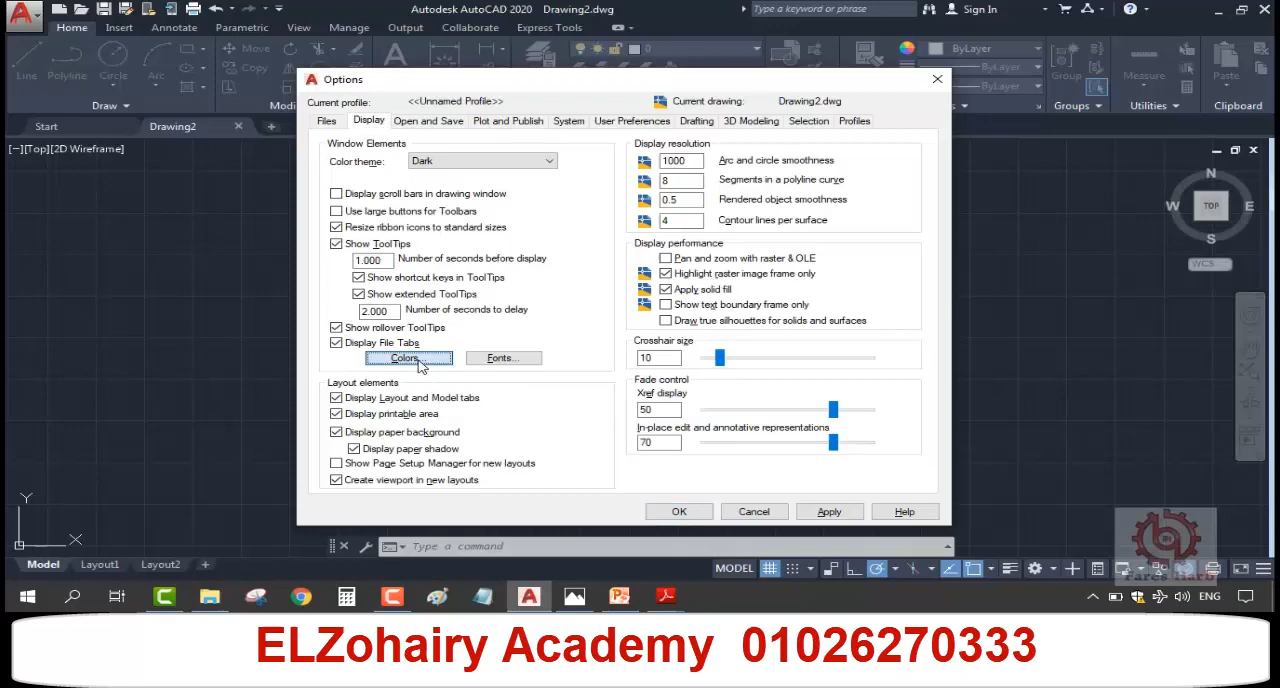 Autodesk AutoCAD 2020 Drawing2.dwg
Type a keyword or phrase
Sign In
Home Insert Annotate Parametric View Manage Output Collaborate Express Tools
Line Polyline Circle Arc
Move
Copy
Draw
Modi
ByLayer
ByLayer
ByLayer
Group
Groups
Measure
Utilities
Paste
Clipboard
Start
Drawing2
[−][Top][2D Wireframe]
Options
Current profile: <<Unnamed Profile>> Current drawing: Drawing2.dwg
Files Display Open and Save Plot and Publish System User Preferences Drafting 3D Modeling Selection Profiles
Window Elements
Color theme: Dark
Display scroll bars in drawing window
Use large buttons for Toolbars
Resize ribbon icons to standard sizes
Show ToolTips
1.000 Number of seconds before display
Show shortcut keys in ToolTips
Show extended ToolTips
2.000 Number of seconds to delay
Show rollover ToolTips
Display File Tabs
Colors... Fonts...
Layout elements
Display Layout and Model tabs
Display printable area
Display paper background
Display paper shadow
Show Page Setup Manager for new layouts
Create viewport in new layouts
Display resolution
1000 Arc and circle smoothness
8 Segments in a polyline curve
0.5 Rendered object smoothness
4 Contour lines per surface
Display performance
Pan and zoom with raster & OLE
Highlight raster image frame only
Apply solid fill
Show text boundary frame only
Draw true silhouettes for solids and surfaces
Crosshair size
10
Fade control
Xref display
50
In-place edit and annotative representations
70
OK Cancel Apply Help
N
W TOP E
S
WCS
Y
X
Type a command
Model Layout1 Layout2 +
MODEL
Fares Harb
ENG
ELZohairy Academy 01026270333